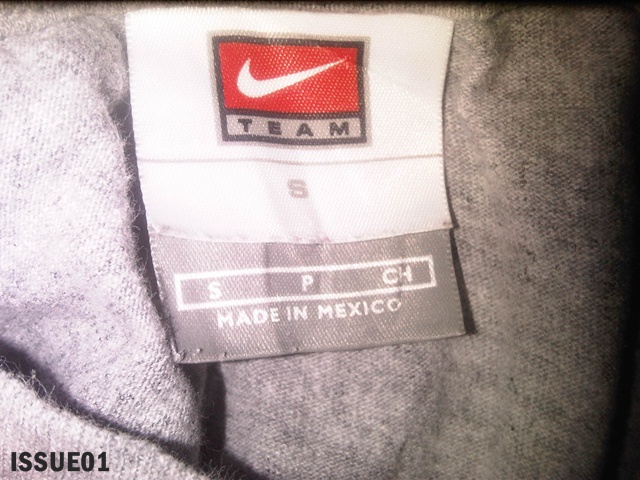 TEAM
S
S P CH
MADE IN MEXICO
ISSUE01